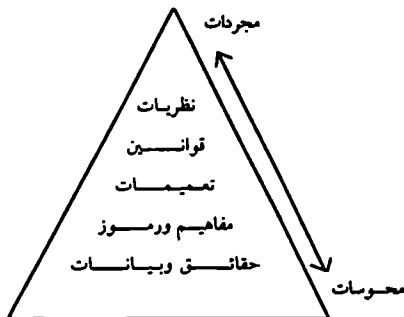 مجردات
نظريات
قوانين
تعميمات
مفاهيم ورموز
حقائق وبيانات
محسوسات